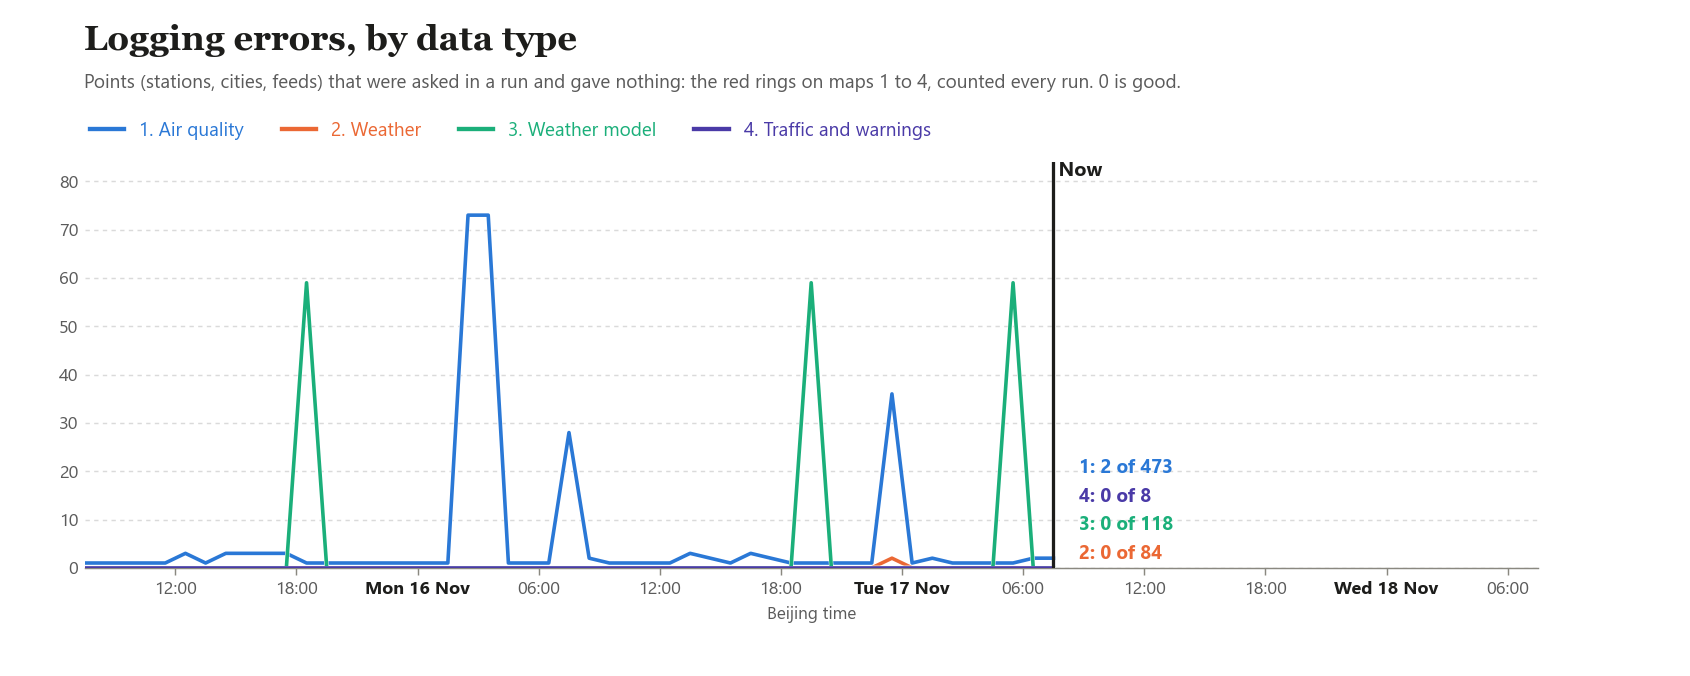 Logging errors, by data type
Points (stations, cities, feeds) that were asked in a run and gave nothing: the red rings on maps 1 to 4, counted every run. 0 is good.
1. Air quality 2. Weather 3. Weather model 4. Traffic and warnings
Now
80
70
60
50
40
30
20
10
0
1: 2 of 473
4: 0 of 8
3: 0 of 118
2: 0 of 84
12:00 18:00 Mon 16 Nov 06:00 12:00 18:00 Tue 17 Nov 06:00 12:00 18:00 Wed 18 Nov 06:00
Beijing time